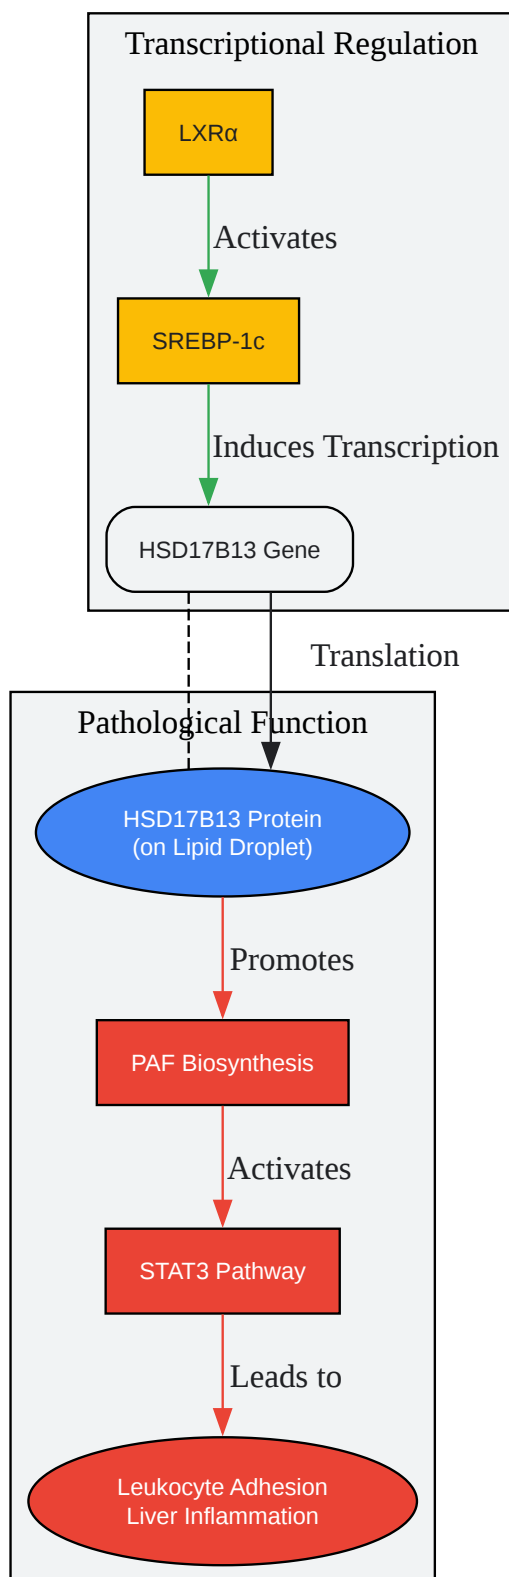 Transcriptional Regulation
LXRα
Activates
SREBP-1c
Induces Transcription
HSD17B13 Gene
Translation
Pathological Function
HSD17B13 Protein
(on Lipid Droplet)
Promotes
PAF Biosynthesis
Activates
STAT3 Pathway
Leads to
Leukocyte Adhesion
Liver Inflammation